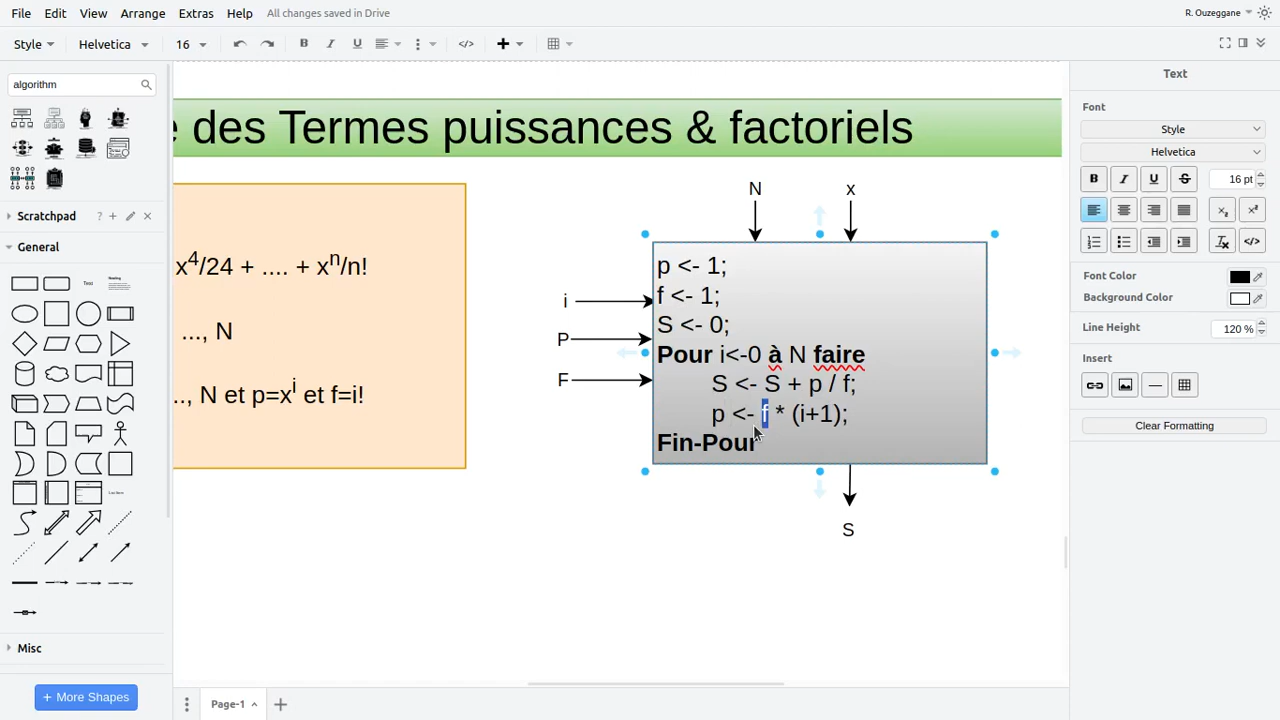 File Edit View Arrange Extras Help All changes saved in Drive R. Ouzeggane
Style Helvetica 16
algorithm
Scratchpad ?
General
Text
Misc
+ More Shapes
des Termes puissances & factoriels
x⁴/24 + .... + xⁿ/n!
..., N
.., N et p=xⁱ et f=i!
N x
i
P
F
p <- 1;
f <- 1;
S <- 0;
Pour i<-0 à N faire
S <- S + p / f;
p <- f * (i+1);
Fin-Pour
S
Page-1
Text
Font
Style
Helvetica
B I U S 16 pt
Font Color
Background Color
Line Height 120 %
Insert
Clear Formatting